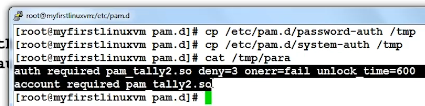 root@myfirstlinuxvm:/etc/pam.d
[root@myfirstlinuxvm pam.d]# cp /etc/pam.d/password-auth /tmp
[root@myfirstlinuxvm pam.d]# cp /etc/pam.d/system-auth /tmp
[root@myfirstlinuxvm pam.d]# cat /tmp/para
auth required pam_tally2.so deny=3 onerr=fail unlock_time=600
account required pam_tally2.so
[root@myfirstlinuxvm pam.d]#